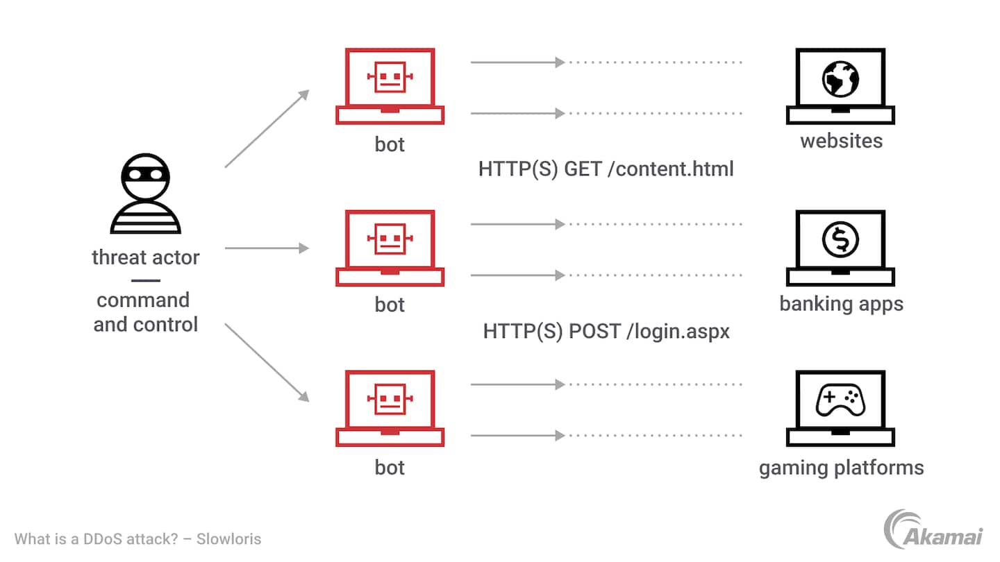 bot
websites
HTTP(S) GET /content.html
threat actor
command
and control
bot
banking apps
HTTP(S) POST /login.aspx
bot
gaming platforms
What is a DDoS attack? – Slowloris
Akamai